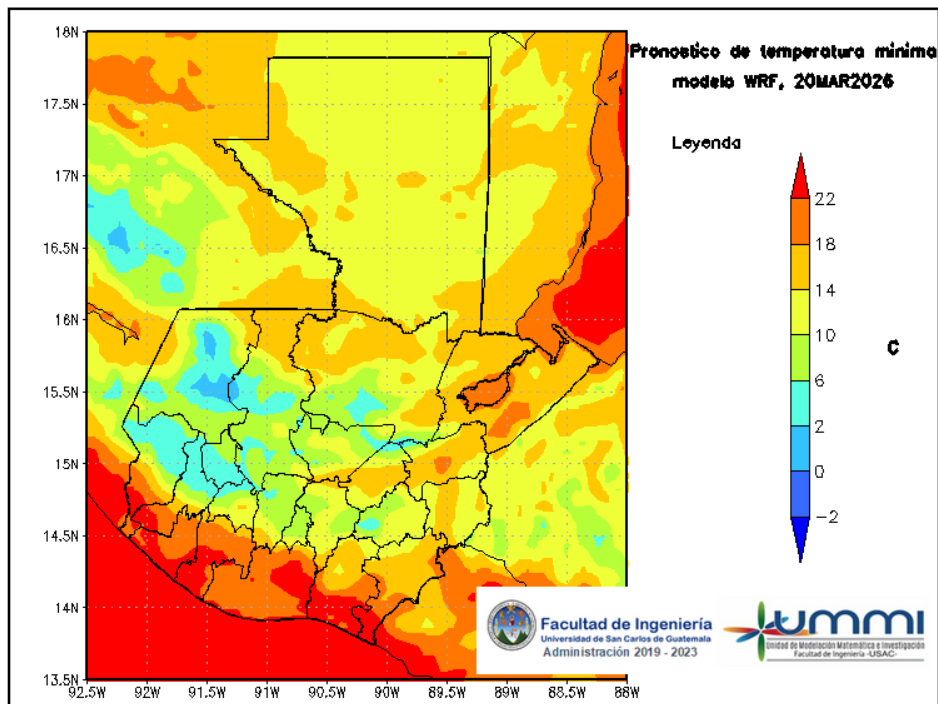 Pronostico de temperatura minima
modelo WRF, 20MAR2026
Leyenda
22
18
14
10
6
2
0
−2
C
18N
17.5N
17N
16.5N
16N
15.5N
15N
14.5N
14N
13.5N
92.5W
92W
91.5W
91W
90.5W
90W
89.5W
89W
88.5W
88W
Facultad de Ingeniería
Universidad de San Carlos de Guatemala
Administración 2019 - 2023
ummi
Unidad de Modelación Matemática e Investigación
Facultad de Ingeniería -USAC-